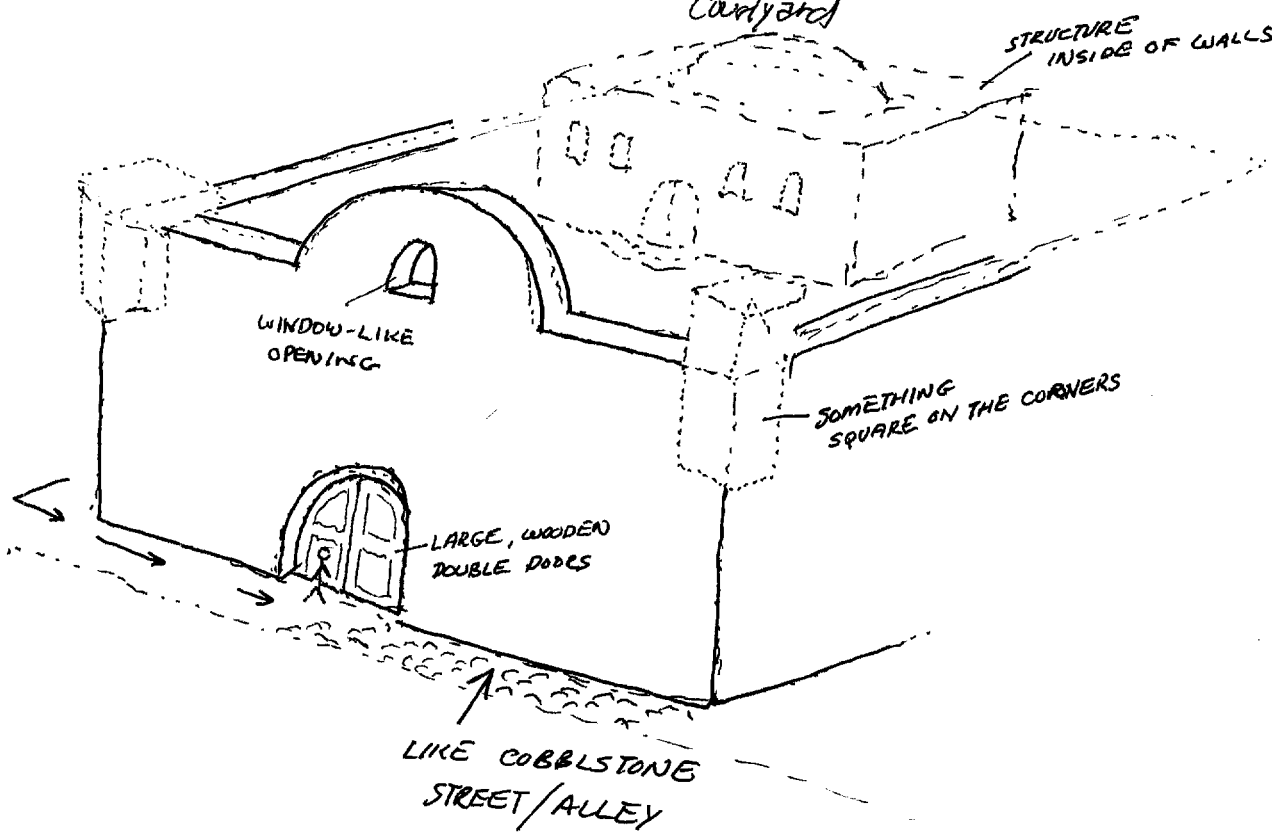 Courtyard
STRUCTURE
INSIDE OF WALLS
WINDOW-LIKE
OPENING
SOMETHING
SQUARE ON THE CORNERS
LARGE, WOODEN
DOUBLE DOORS
LIKE COBBLSTONE
STREET/ALLEY